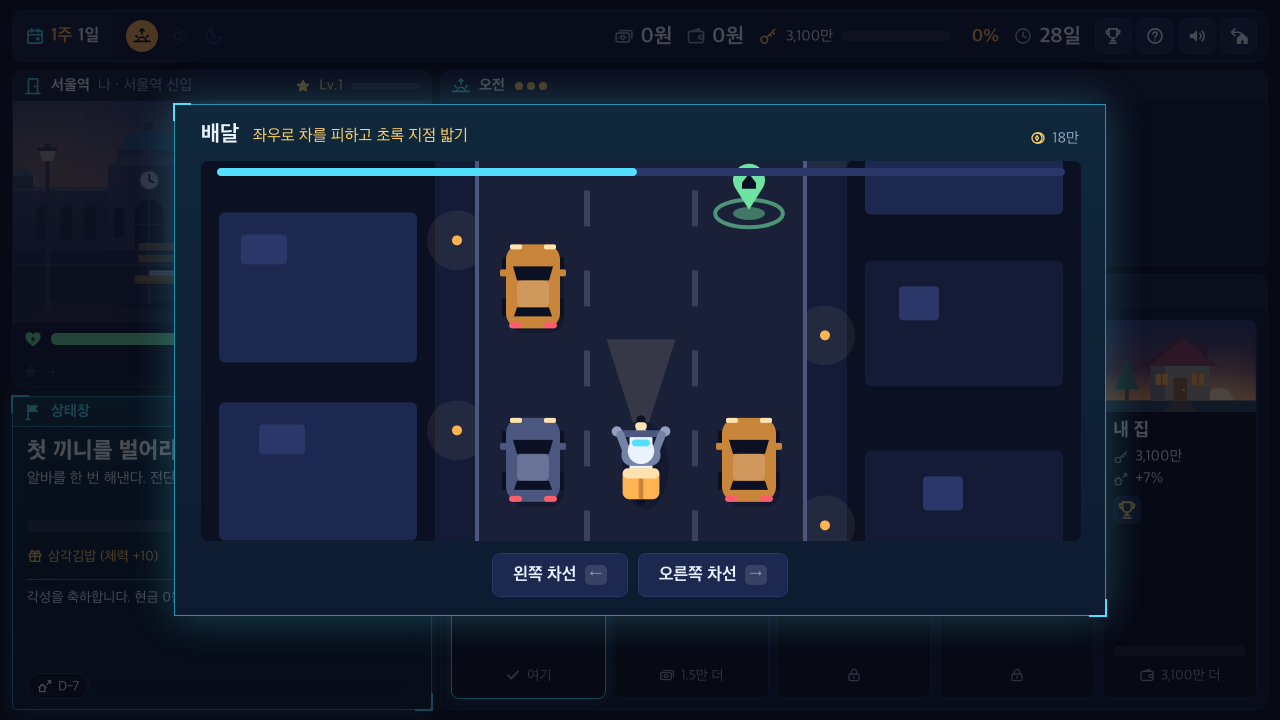 1주 1일
0원
0원
3,100만
0%
28일
서울역
나 · 서울역 신입
Lv.1
오전
배달
좌우로 차를 피하고 초록 지점 밟기
18만
왼쪽 차선 ←
오른쪽 차선 →
상태창
첫 끼니를 벌어라
알바를 한 번 해낸다. 전단
삼각김밥 (체력 +10)
각성을 축하합니다. 현금 0원
D-7
내 집
3,100만
+7%
여기
1.5만 더
3,100만 더